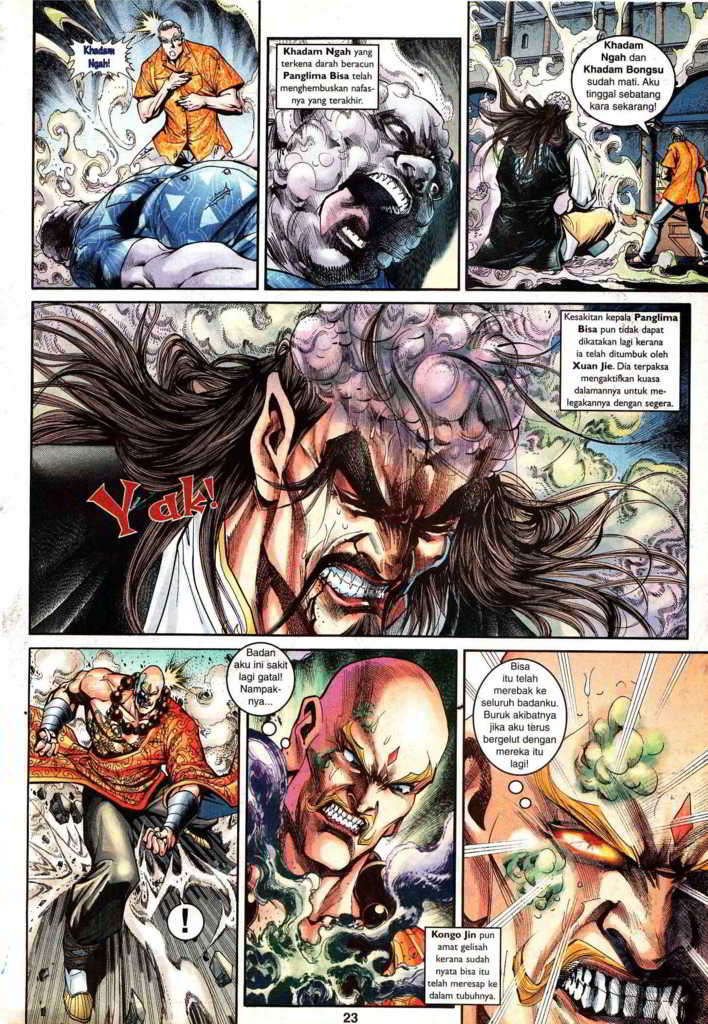 Khadam
Ngah!
Khadam Ngah yang
terkena darah beracun
Panglima Bisa telah
menghembuskan nafas-
nya yang terakhir.
Khadam
Ngah dan
Khadam Bongsu
sudah mati. Aku
tinggal sebatang
kara sekarang!
Kesakitan kepala Panglima
Bisa pun tidak dapat
dikatakan lagi kerana
ia telah ditumbuk oleh
Xuan Jie. Dia terpaksa
mengaktifkan kuasa
dalamannya untuk me-
legakannya dengan segera.
Yak!
!
Badan
aku ini sakit
lagi gatal!
Nampak-
nya...
Kongo Jin pun
amat gelisah
kerana sudah
nyata bisa itu
telah meresap ke
dalam tubuhnya.
Bisa
itu telah
merebak ke
seluruh badanku.
Buruk akibatnya
jika aku terus
bergelut dengan
mereka itu
lagi!
23